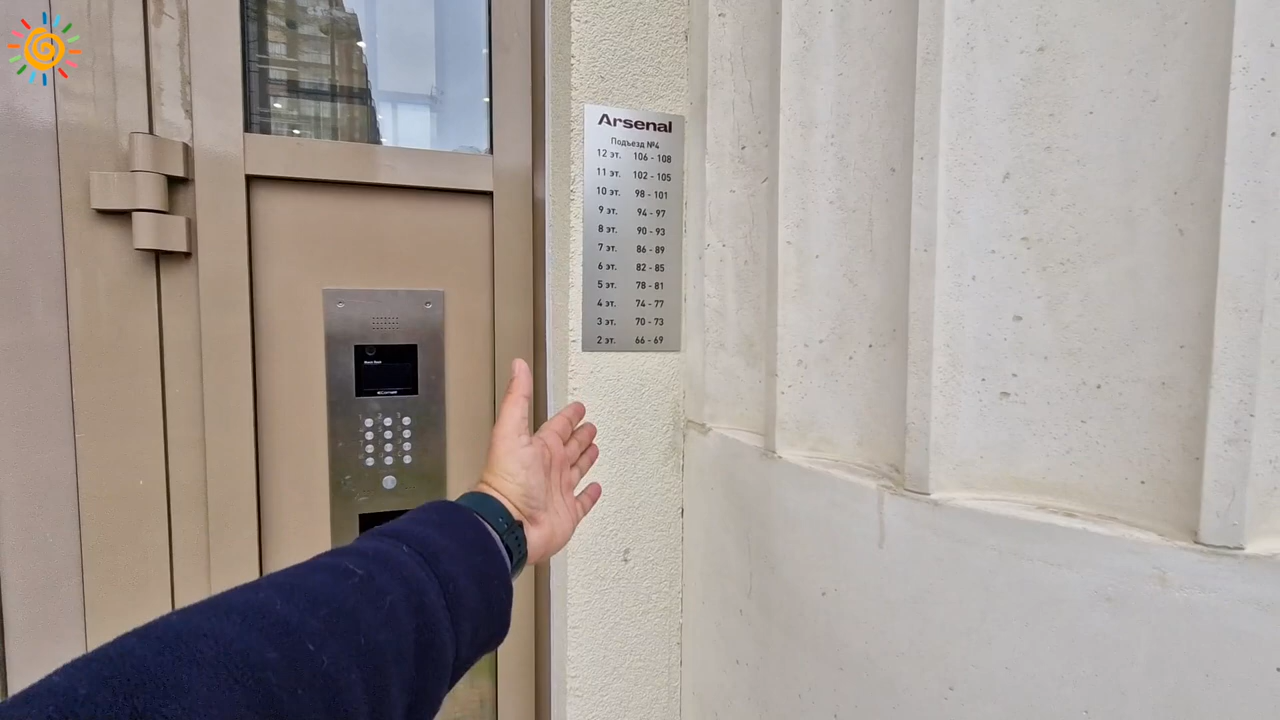 Arsenal
Подъезд №4
12 эт. 106 - 108
11 эт. 102 - 105
10 эт. 98 - 101
9 эт. 94 - 97
8 эт. 90 - 93
7 эт. 86 - 89
6 эт. 82 - 85
5 эт. 78 - 81
4 эт. 74 - 77
3 эт. 70 - 73
2 эт. 66 - 69